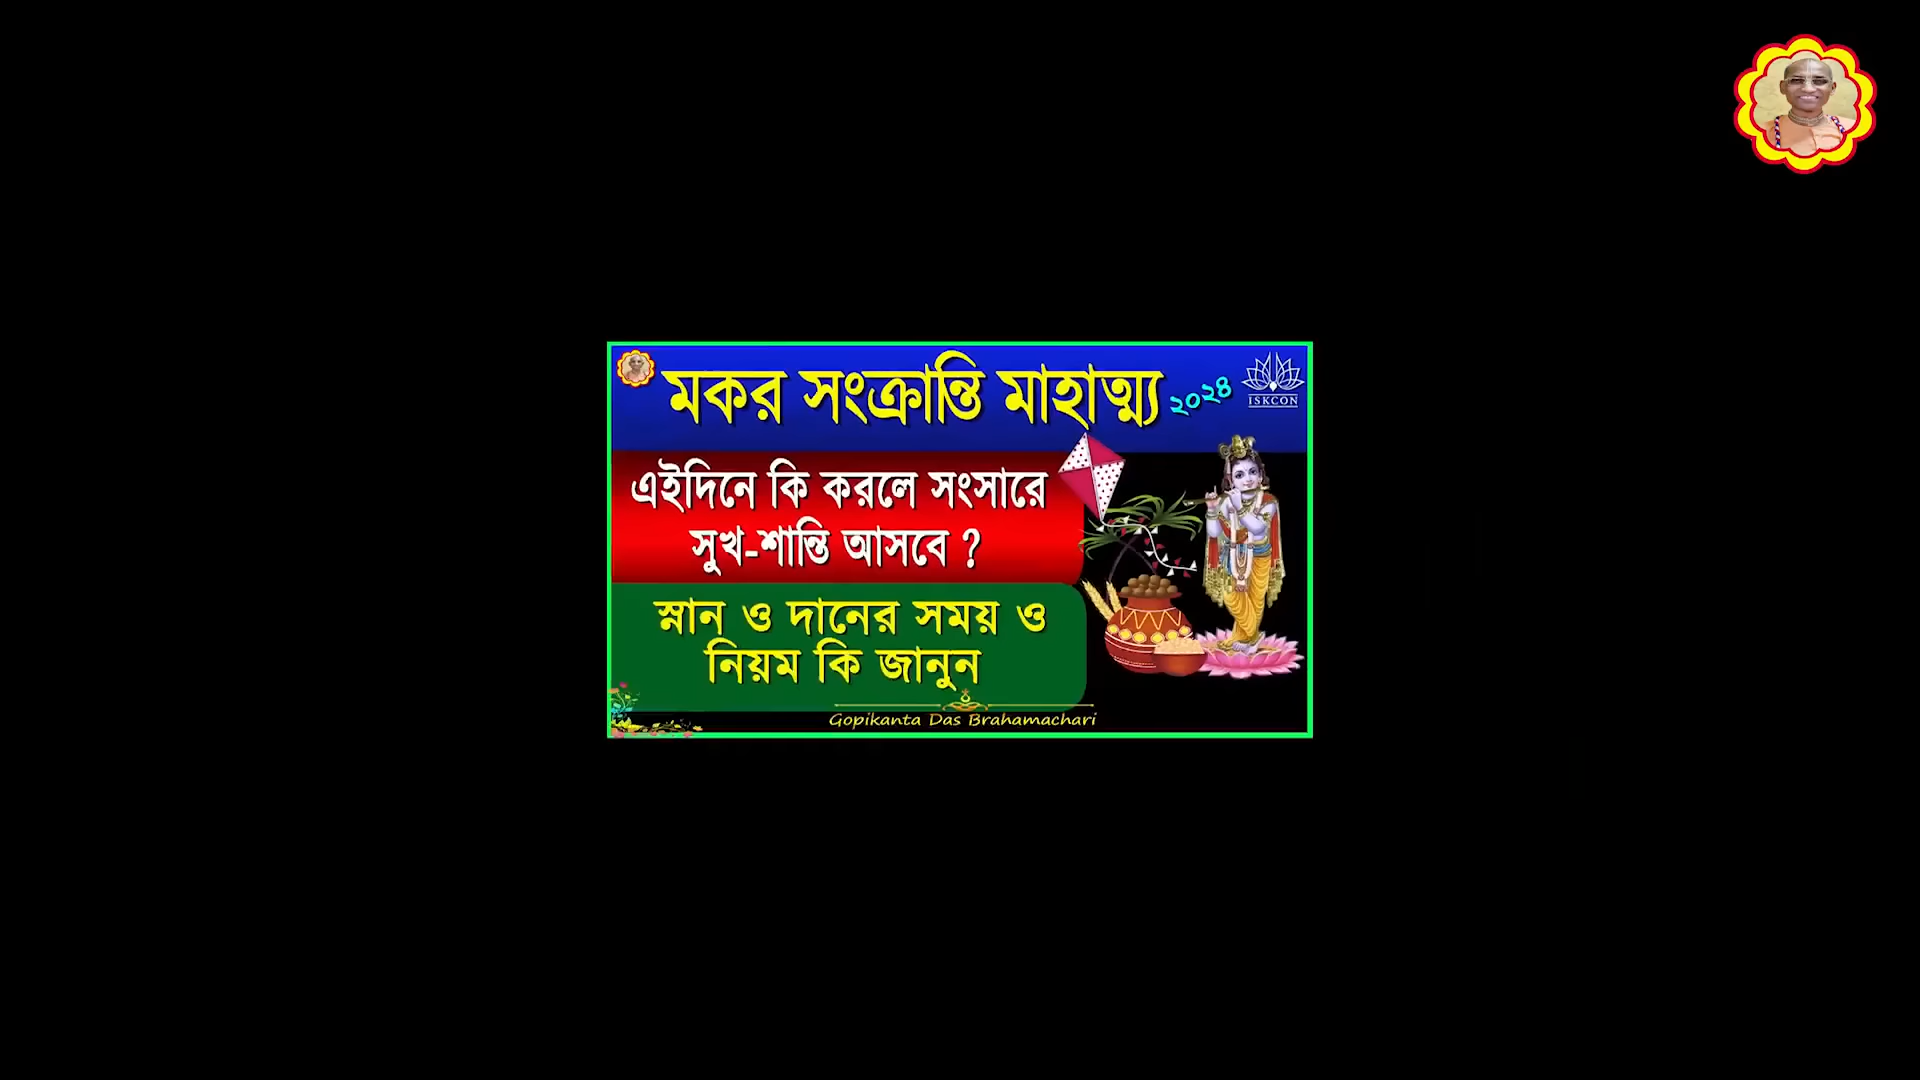 মকর সংক্রান্তি মাহাত্ম্য ২০২৪
ISKCON
এইদিনে কি করলে সংসারে
সুখ-শান্তি আসবে ?
স্নান ও দানের সময় ও
নিয়ম কি জানুন
Gopikanta Das Brahamachari